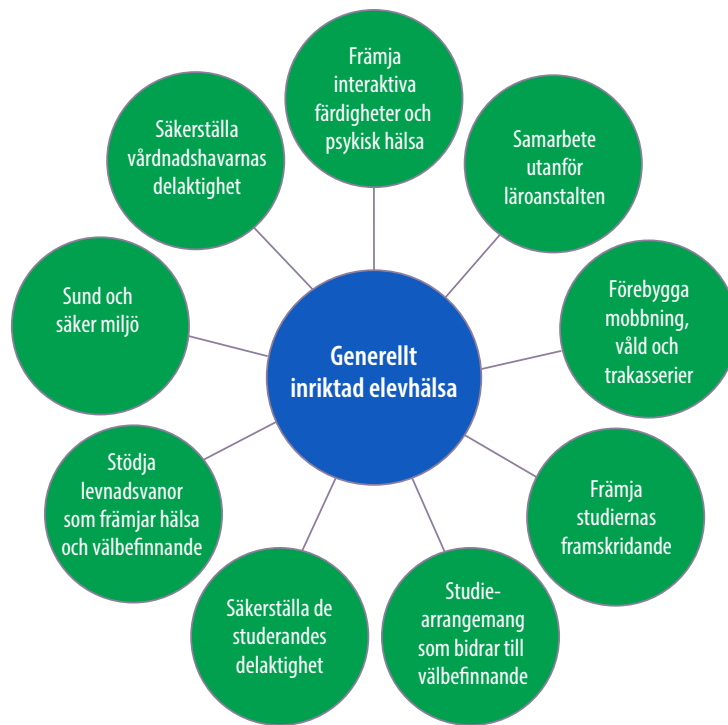 Främja
interaktiva
färdigheter och
psykisk hälsa
Samarbete
utanför
läroanstalten
Förebygga
mobbning,
våld och
trakasserier
Främja
studiernas
framskridande
Studie-
arrangemang
som bidrar till
välbefinnande
Säkerställa de
studerandes
delaktighet
Stödja
levnadsvanor
som främjar hälsa
och välbefinnande
Sund och
säker miljö
Säkerställa
vårdnadshavarnas
delaktighet
Generellt
inriktad elevhälsa